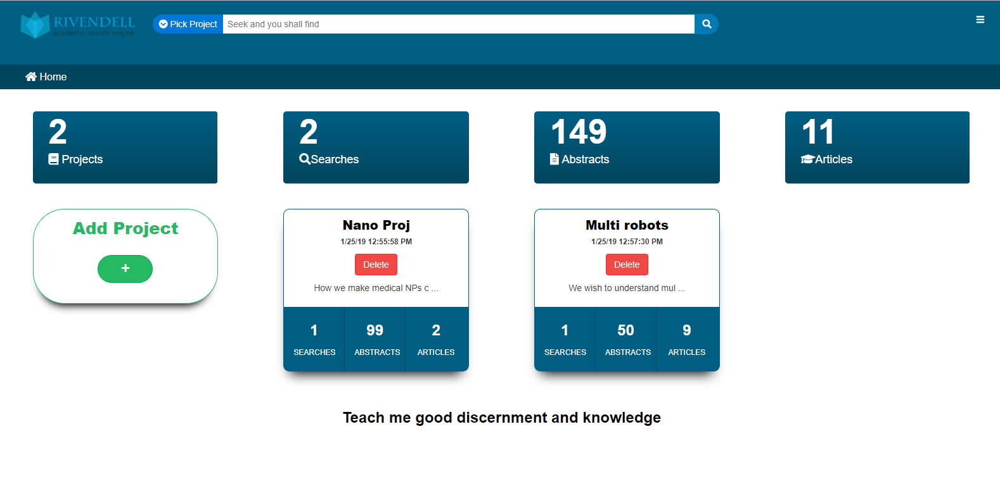 RIVENDELL
academic search engine
Pick Project
Seek and you shall find
Home
2
Projects
2
Searches
149
Abstracts
11
Articles
Add Project
+
Nano Proj
1/25/19 12:55:58 PM
Delete
How we make medical NPs c ...
1
SEARCHES
99
ABSTRACTS
2
ARTICLES
Multi robots
1/25/19 12:57:30 PM
Delete
We wish to understand mul ...
1
SEARCHES
50
ABSTRACTS
9
ARTICLES
Teach me good discernment and knowledge